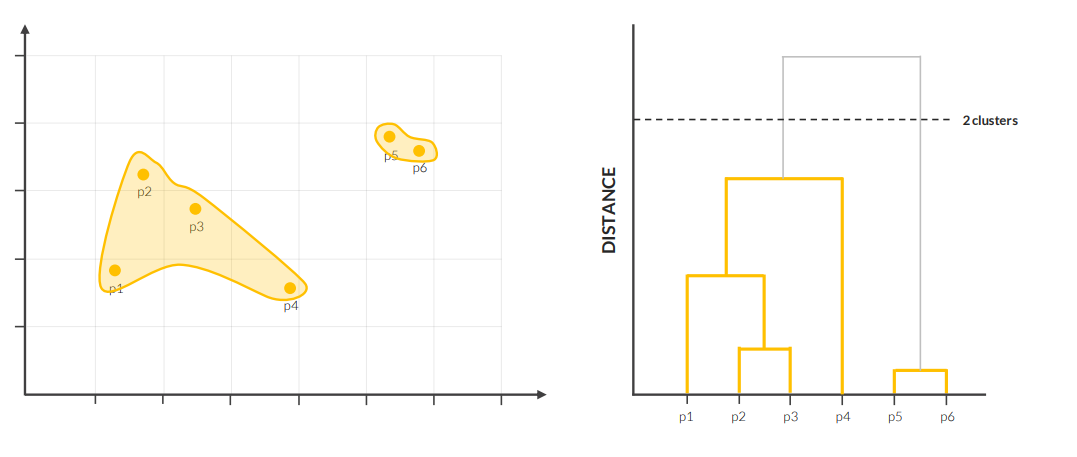 p2
p3
p1
p4
p5
p6
DISTANCE
2 clusters
p1 p2 p3 p4 p5 p6